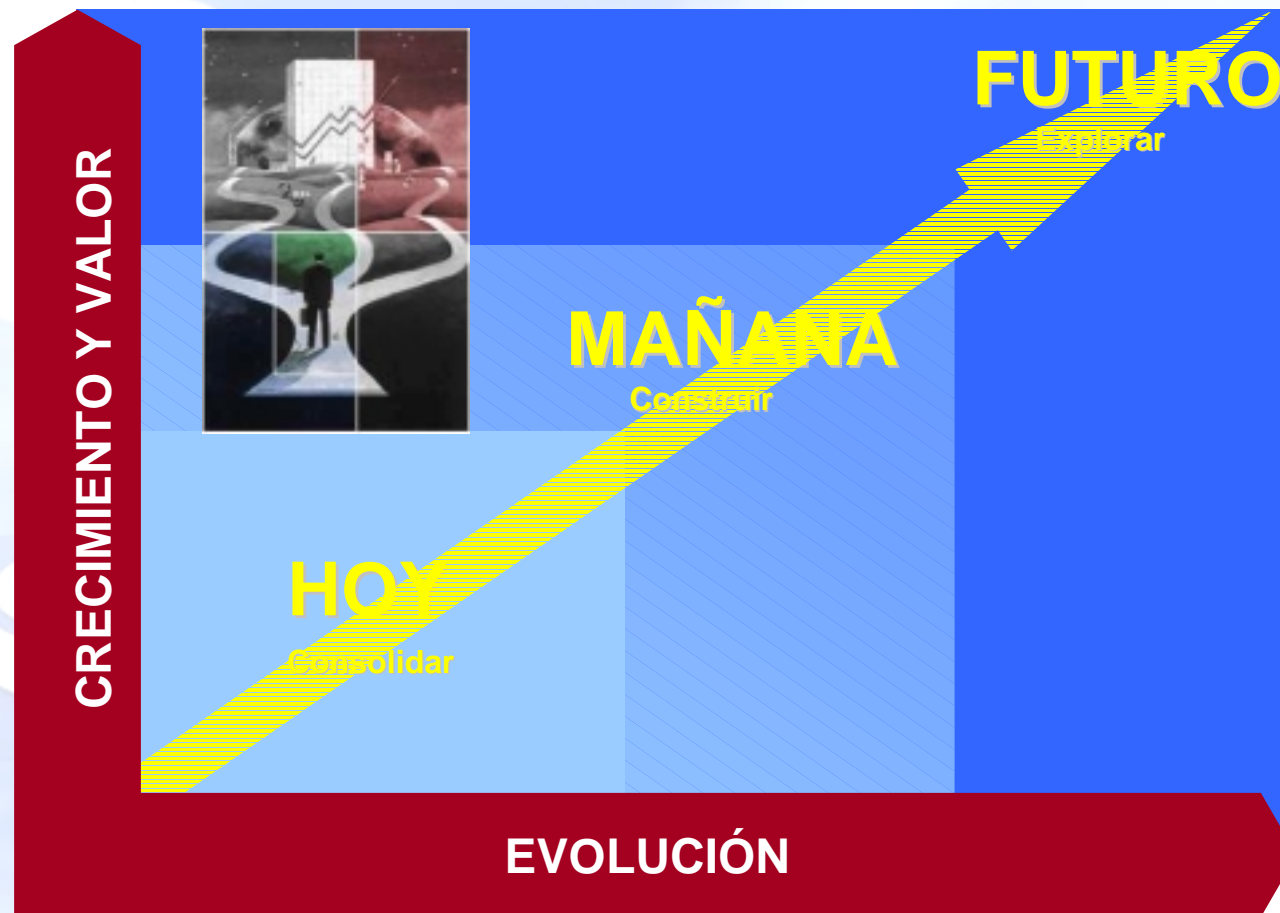 FUTURO
Explorar
MAÑANA
Construir
HOY
Consolidar
CRECIMIENTO Y VALOR
EVOLUCIÓN